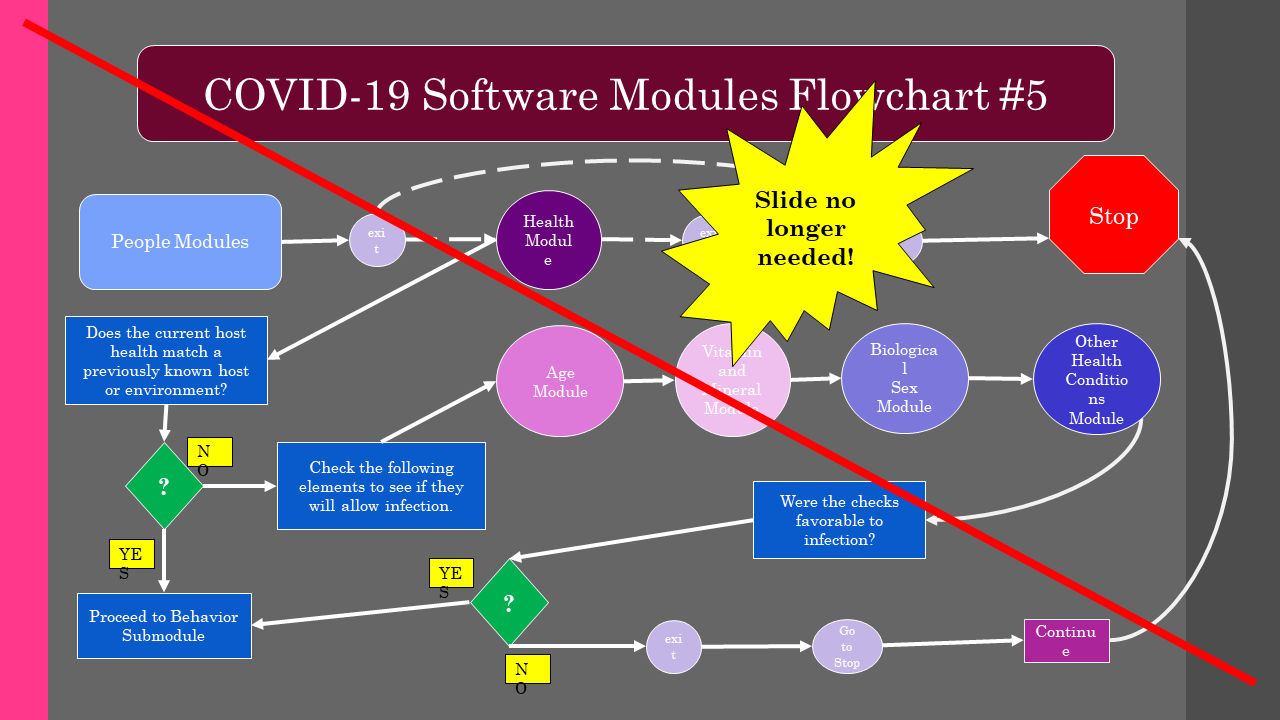 COVID-19 Software Modules Flowchart #5
Slide no
longer
needed!
Stop
People Modules
exi
t
Health
Modul
e
Does the current host
health match a
previously known host
or environment?
Age
Module
Vitamin
and
Mineral
Module
Biologica
l
Sex
Module
Other
Health
Conditio
ns
Module
N
O
?
Check the following
elements to see if they
will allow infection.
Were the checks
favorable to
infection?
YE
S
YE
S
?
Proceed to Behavior
Submodule
exi
t
Go
to
Stop
Continu
e
N
O